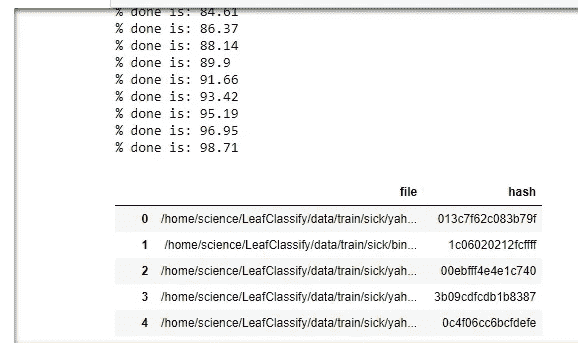 % done is: 84.61
% done is: 86.37
% done is: 88.14
% done is: 89.9
% done is: 91.66
% done is: 93.42
% done is: 95.19
% done is: 96.95
% done is: 98.71
file hash
0 /home/science/LeafClassify/data/train/sick/yah... 013c7f62c083b79f
1 /home/science/LeafClassify/data/train/sick/bin... 1c06020212fcffff
2 /home/science/LeafClassify/data/train/sick/yah... 00ebfff4e4e1c740
3 /home/science/LeafClassify/data/train/sick/yah... 3b09cdfcdb1b8387
4 /home/science/LeafClassify/data/train/sick/yah... 0c4f06cc6bcfdefe